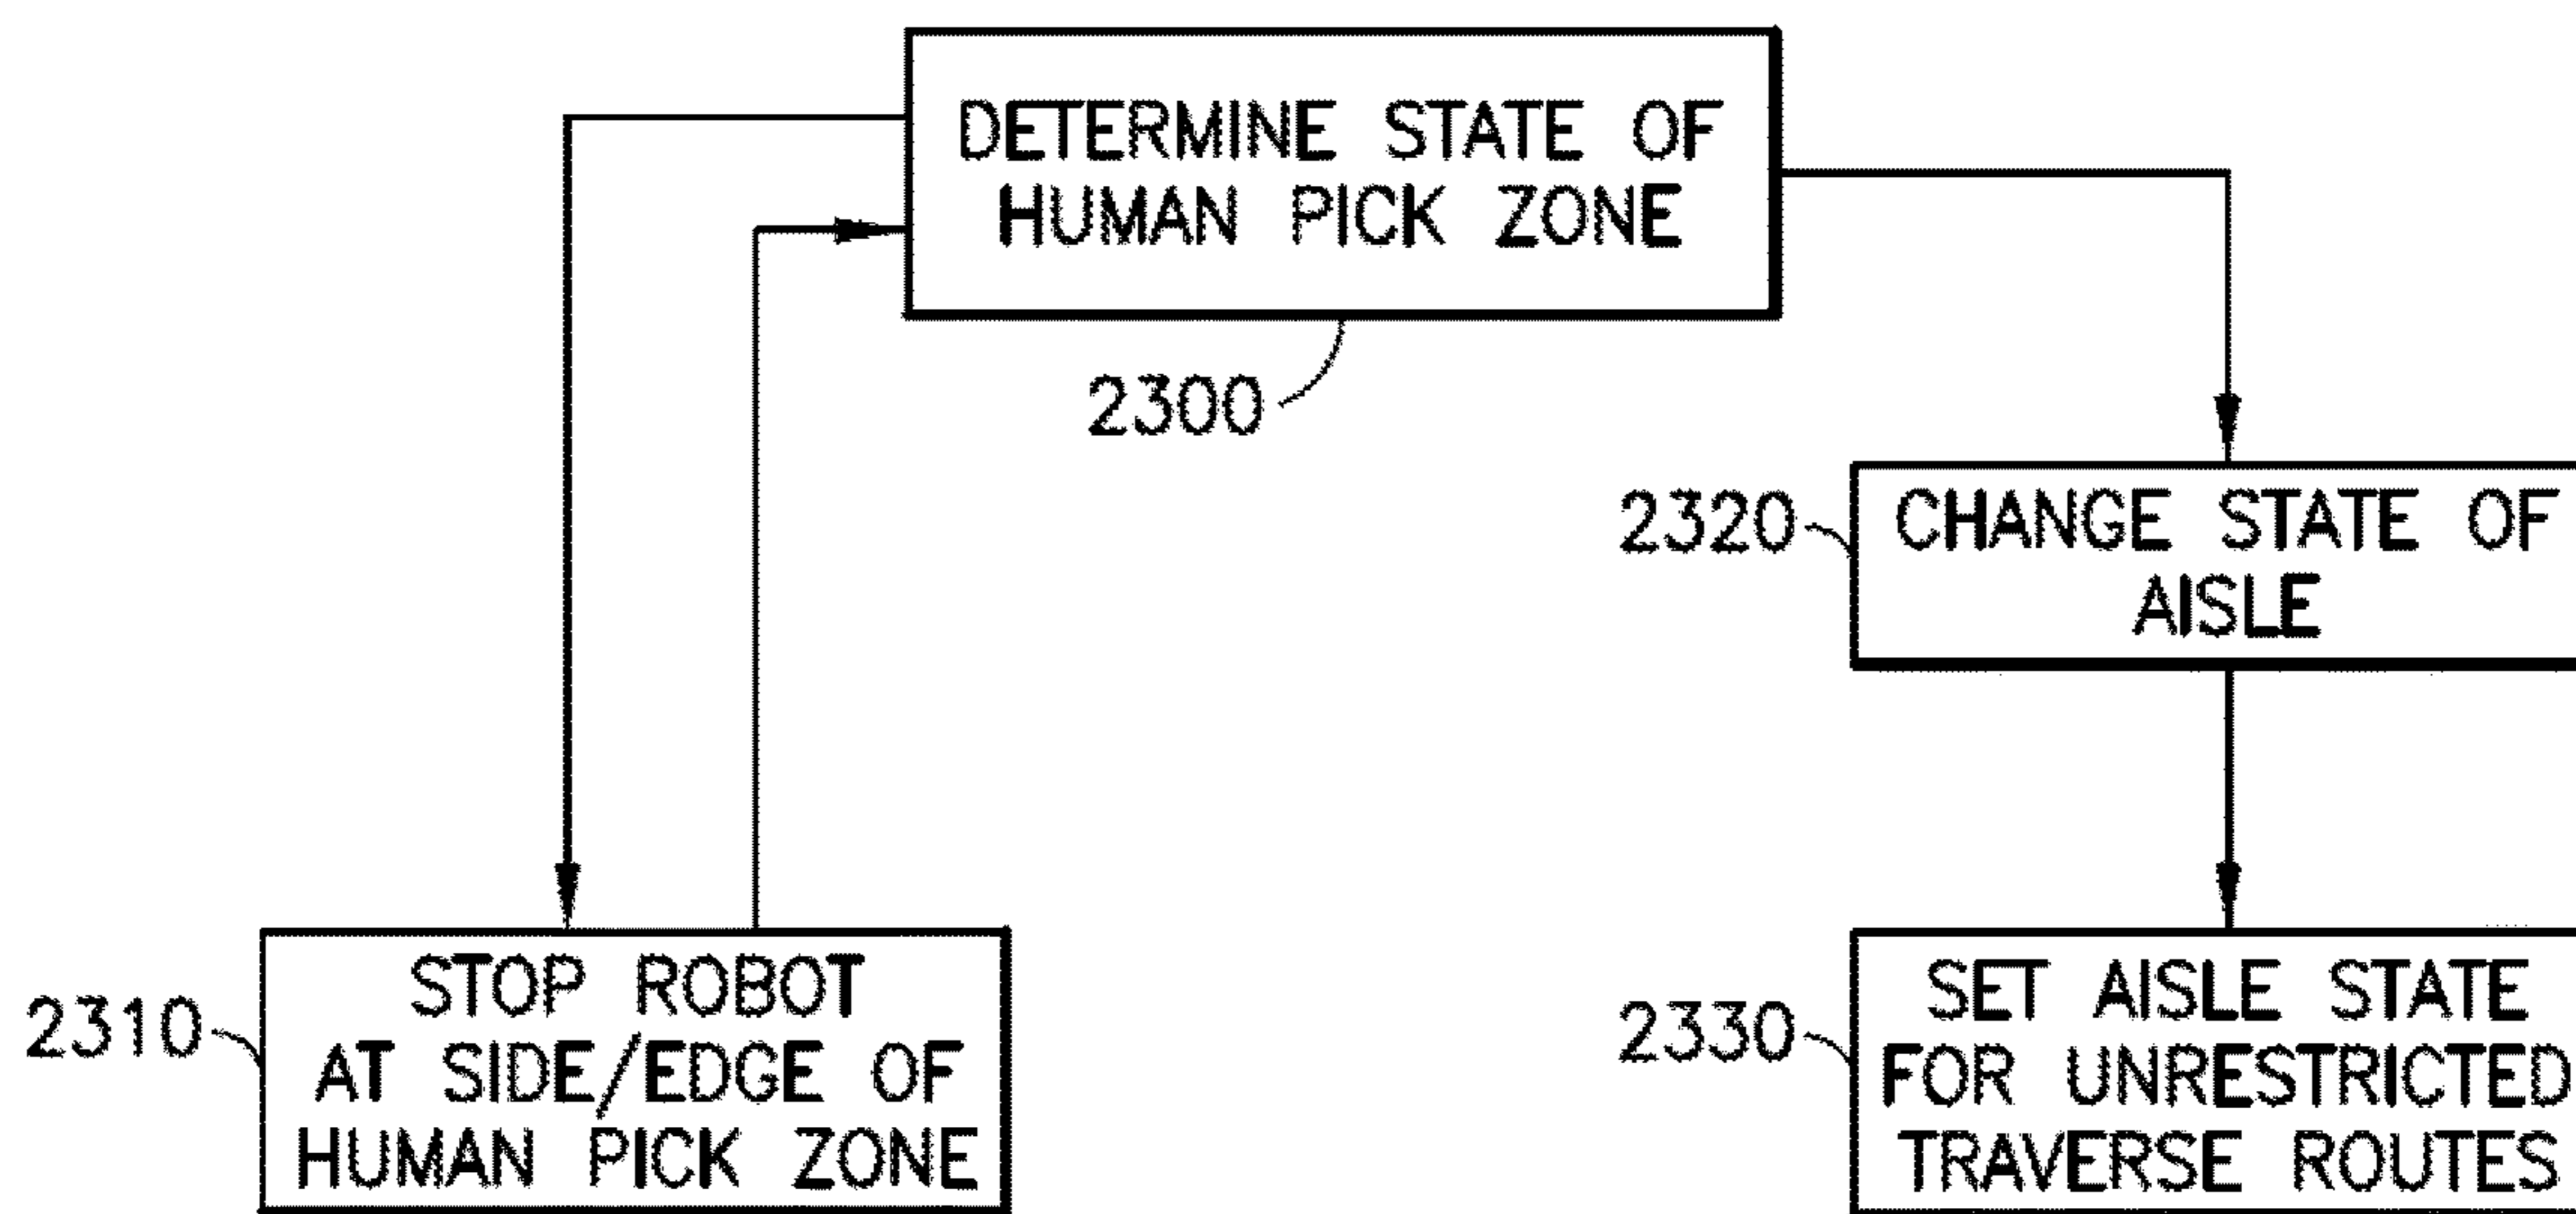 DETERMINE STATE OF
HUMAN PICK ZONE
2300
2320
CHANGE STATE OF
AISLE
2310
STOP ROBOT
AT SIDE/EDGE OF
HUMAN PICK ZONE
2330
SET AISLE STATE
FOR UNRESTRICTED
TRAVERSE ROUTES